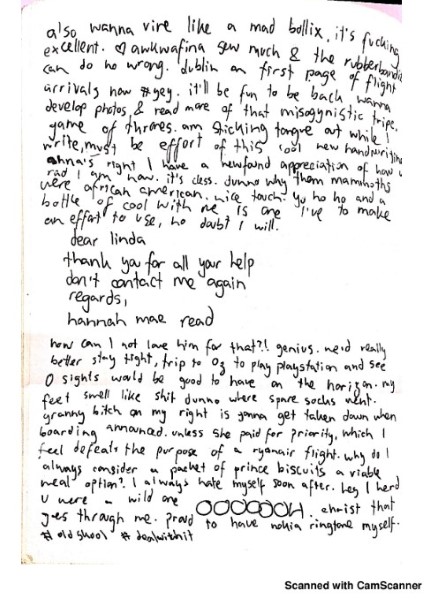 also wanna vire like a mad bollix, it's fucking
excellent. ♡ awkwafina sew much & the rubberbandits
can do no wrong. dublin on first page of flight
arrivals now #yey. it'll be fun to be back wanna
develop photos, & read more of that misogynistic tripe,
game of thrones. am sticking tongue out while I
write, must be effort of this cool new handwriting
anna's right I have a newfound appreciation of how
rad I am now. it's class. dunno why them mammoths
were african american. nice touch. yo ho ho and a
bottle of cool with me is one I've to make
an effort to use, no doubt I will.
dear linda
thank you for all your help
don't contact me again
regards,
hannah mae read
how can I not love him for that?! genius. we'd really
better stay tight, trip to oz to play playstation and see
0 sights would be good to have on the horizon. my
feet smell like shit dunno where spare socks went.
granny bitch on my right is gonna get taken down when
boarding announced. unless she paid for priority, which I
feel defeats the purpose of a ryanair flight. why do I
always consider a packet of prince biscuits a viable
meal option? I always hate myself soon after. hey I herd
u were a wild one OOOOOOH. christ that
goes through me. proud to have nokia ringtone myself.
# old skool # dealwithit
Scanned with CamScanner